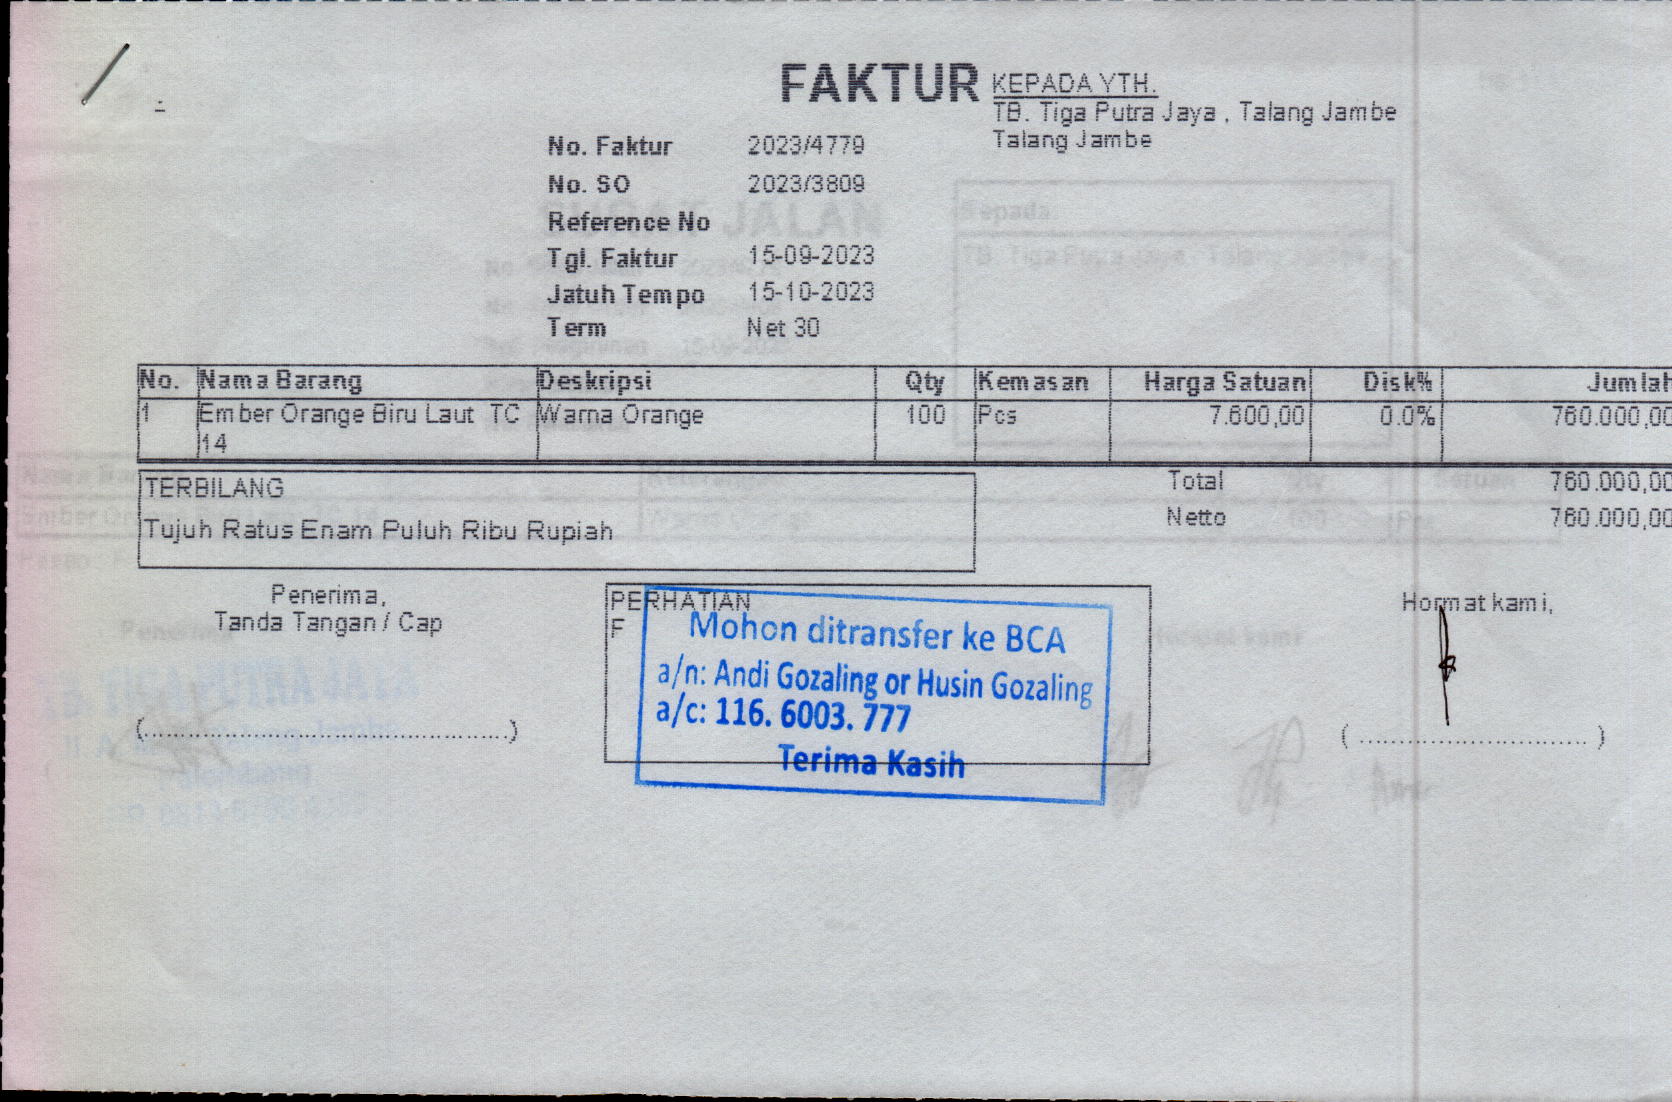 FAKTUR
KEPADA YTH.
TB. Tiga Putra Jaya , Talang Jambe
Talang Jambe
No. Faktur 2023/4779
No. SO 2023/3809
Reference No
Tgl. Faktur 15-09-2023
Jatuh Tempo 15-10-2023
Term Net 30
No. Nama Barang Deskripsi Qty Kemasan Harga Satuan Disk% Jumlah
1 Ember Orange Biru Laut TC Warna Orange 100 Pcs 7.600,00 0.0% 760.000,00
14
TERBILANG
Tujuh Ratus Enam Puluh Ribu Rupiah
Total 760.000,00
Netto 760.000,00
Penerima,
Tanda Tangan / Cap
(........................................)
PERHATIAN
F
Mohon ditransfer ke BCA
a/n: Andi Gozaling or Husin Gozaling
a/c: 116. 6003. 777
Terima Kasih
Hormat kami,
( ............................ )
SURAT JALAN
Kepada